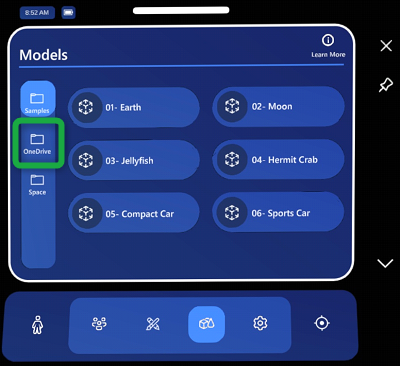 8:52 AM
Models
Learn More
Samples
OneDrive
Space
01- Earth
02- Moon
03- Jellyfish
04- Hermit Crab
05- Compact Car
06- Sports Car